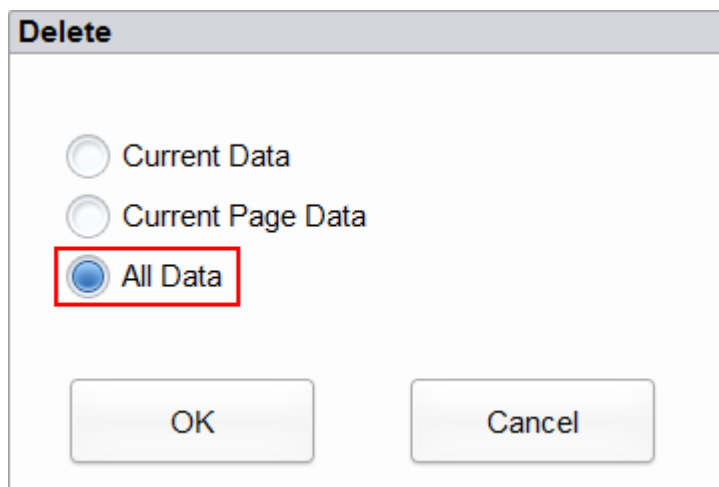 Delete
Current Data
Current Page Data
All Data
OK
Cancel